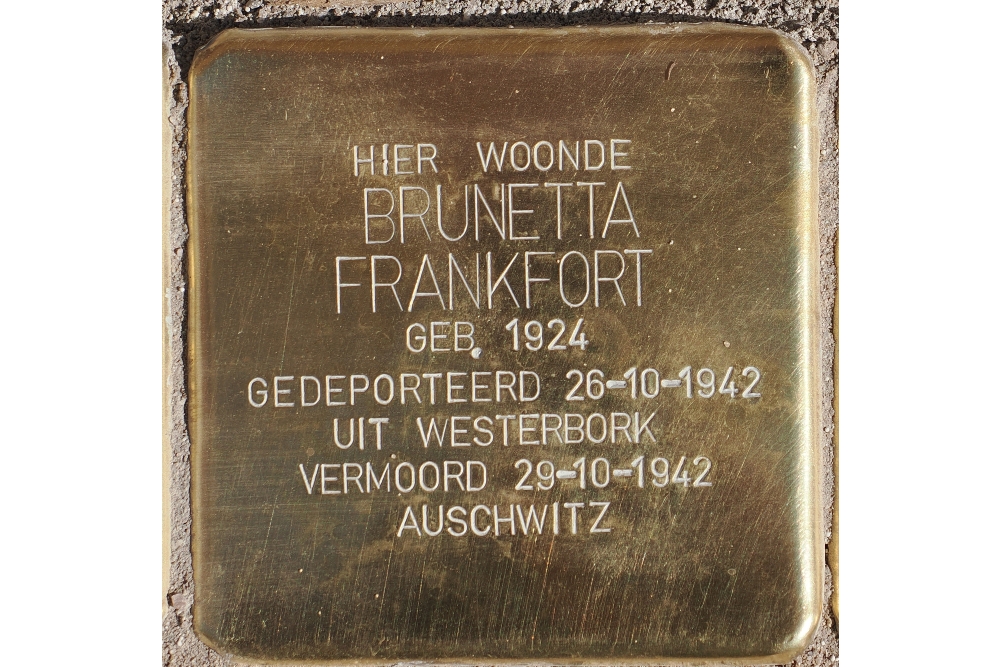 HIER WOONDE
BRUNETTA
FRANKFORT
GEB. 1924
GEDEPORTEERD 26-10-1942
UIT WESTERBORK
VERMOORD 29-10-1942
AUSCHWITZ